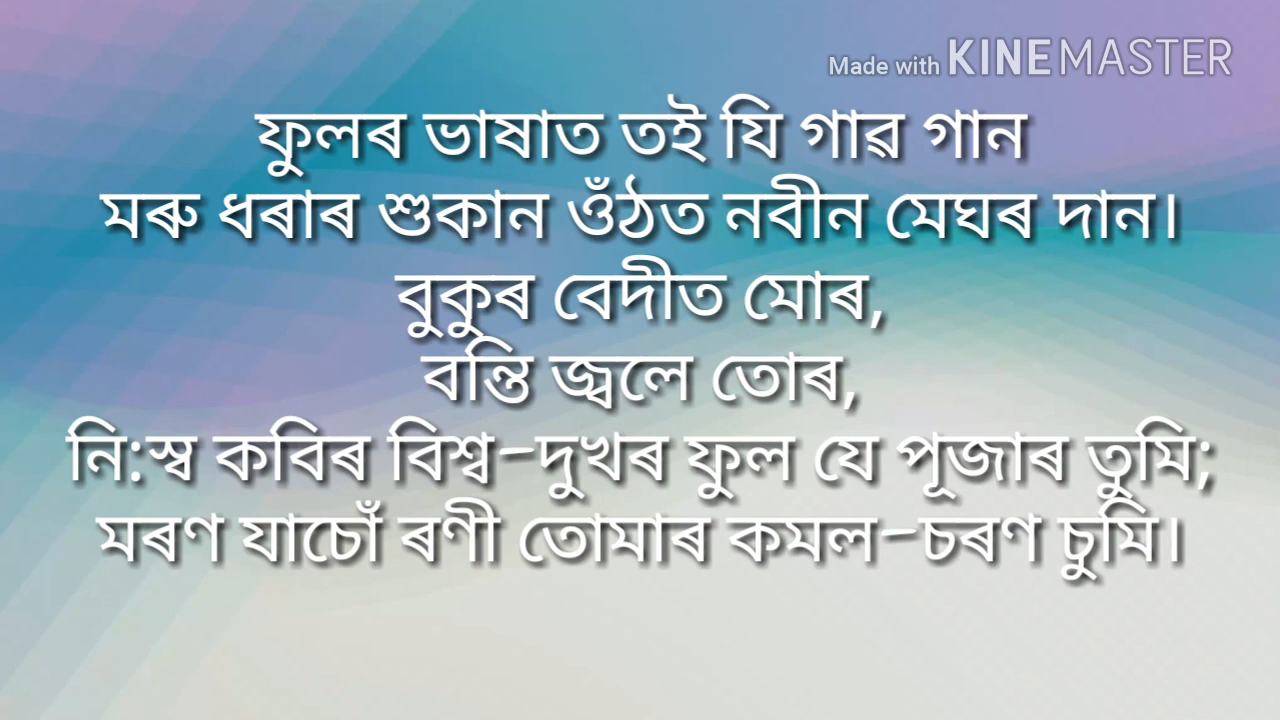 Made with KINEMASTER
ফুলৰ ভাষাত তই যি গাৱ গান
মৰু ধৰাৰ শুকান ওঁঠত নবীন মেঘৰ দান।
বুকুৰ বেদীত মোৰ,
বন্তি জ্বলে তোৰ,
নি:স্ব কবিৰ বিশ্ব-দুখৰ ফুল যে পূজাৰ তুমি;
মৰণ যাচোঁ ৰণী তোমাৰ কমল-চৰণ চুমি।